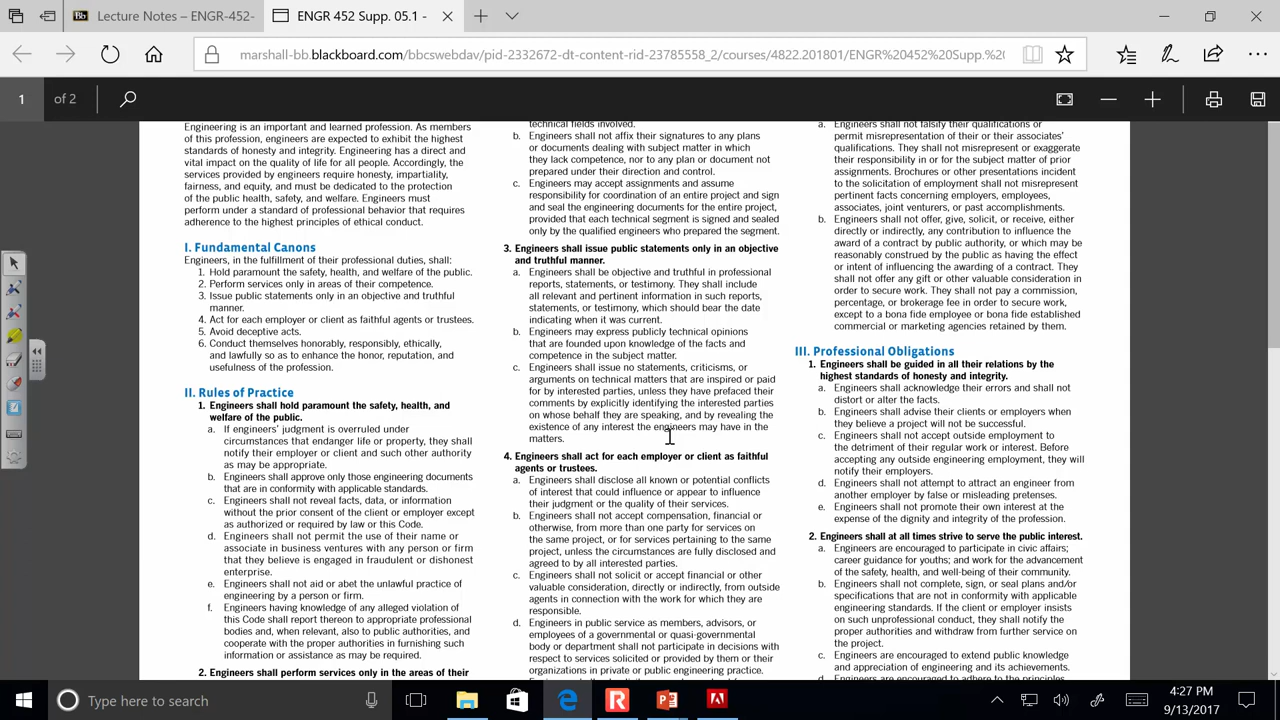 Lecture Notes – ENGR-452-
ENGR 452 Supp. 05.1 -
marshall-bb.blackboard.com/bbcswebdav/pid-2332672-dt-content-rid-23785558_2/courses/4822.201801/ENGR%20452%20Supp.%20
1 of 2
Engineering is an important and learned profession. As members
of this profession, engineers are expected to exhibit the highest
standards of honesty and integrity. Engineering has a direct and
vital impact on the quality of life for all people. Accordingly, the
services provided by engineers require honesty, impartiality,
fairness, and equity, and must be dedicated to the protection
of the public health, safety, and welfare. Engineers must
perform under a standard of professional behavior that requires
adherence to the highest principles of ethical conduct.
I. Fundamental Canons
Engineers, in the fulfillment of their professional duties, shall:
1. Hold paramount the safety, health, and welfare of the public.
2. Perform services only in areas of their competence.
3. Issue public statements only in an objective and truthful
manner.
4. Act for each employer or client as faithful agents or trustees.
5. Avoid deceptive acts.
6. Conduct themselves honorably, responsibly, ethically,
and lawfully so as to enhance the honor, reputation, and
usefulness of the profession.
II. Rules of Practice
1. Engineers shall hold paramount the safety, health, and
welfare of the public.
a. If engineers' judgment is overruled under
circumstances that endanger life or property, they shall
notify their employer or client and such other authority
as may be appropriate.
b. Engineers shall approve only those engineering documents
that are in conformity with applicable standards.
c. Engineers shall not reveal facts, data, or information
without the prior consent of the client or employer except
as authorized or required by law or this Code.
d. Engineers shall not permit the use of their name or
associate in business ventures with any person or firm
that they believe is engaged in fraudulent or dishonest
enterprise.
e. Engineers shall not aid or abet the unlawful practice of
engineering by a person or firm.
f. Engineers having knowledge of any alleged violation of
this Code shall report thereon to appropriate professional
bodies and, when relevant, also to public authorities, and
cooperate with the proper authorities in furnishing such
information or assistance as may be required.
2. Engineers shall perform services only in the areas of their
technical fields involved.
b. Engineers shall not affix their signatures to any plans
or documents dealing with subject matter in which
they lack competence, nor to any plan or document not
prepared under their direction and control.
c. Engineers may accept assignments and assume
responsibility for coordination of an entire project and sign
and seal the engineering documents for the entire project,
provided that each technical segment is signed and sealed
only by the qualified engineers who prepared the segment.
3. Engineers shall issue public statements only in an objective
and truthful manner.
a. Engineers shall be objective and truthful in professional
reports, statements, or testimony. They shall include
all relevant and pertinent information in such reports,
statements, or testimony, which should bear the date
indicating when it was current.
b. Engineers may express publicly technical opinions
that are founded upon knowledge of the facts and
competence in the subject matter.
c. Engineers shall issue no statements, criticisms, or
arguments on technical matters that are inspired or paid
for by interested parties, unless they have prefaced their
comments by explicitly identifying the interested parties
on whose behalf they are speaking, and by revealing the
existence of any interest the engineers may have in the
matters.
4. Engineers shall act for each employer or client as faithful
agents or trustees.
a. Engineers shall disclose all known or potential conflicts
of interest that could influence or appear to influence
their judgment or the quality of their services.
b. Engineers shall not accept compensation, financial or
otherwise, from more than one party for services on
the same project, or for services pertaining to the same
project, unless the circumstances are fully disclosed and
agreed to by all interested parties.
c. Engineers shall not solicit or accept financial or other
valuable consideration, directly or indirectly, from outside
agents in connection with the work for which they are
responsible.
d. Engineers in public service as members, advisors, or
employees of a governmental or quasi-governmental
body or department shall not participate in decisions with
respect to services solicited or provided by them or their
organizations in private or public engineering practice.
a. Engineers shall not falsify their qualifications or
permit misrepresentation of their or their associates'
qualifications. They shall not misrepresent or exaggerate
their responsibility in or for the subject matter of prior
assignments. Brochures or other presentations incident
to the solicitation of employment shall not misrepresent
pertinent facts concerning employers, employees,
associates, joint venturers, or past accomplishments.
b. Engineers shall not offer, give, solicit, or receive, either
directly or indirectly, any contribution to influence the
award of a contract by public authority, or which may be
reasonably construed by the public as having the effect
or intent of influencing the awarding of a contract. They
shall not offer any gift or other valuable consideration in
order to secure work. They shall not pay a commission,
percentage, or brokerage fee in order to secure work,
except to a bona fide employee or bona fide established
commercial or marketing agencies retained by them.
III. Professional Obligations
1. Engineers shall be guided in all their relations by the
highest standards of honesty and integrity.
a. Engineers shall acknowledge their errors and shall not
distort or alter the facts.
b. Engineers shall advise their clients or employers when
they believe a project will not be successful.
c. Engineers shall not accept outside employment to
the detriment of their regular work or interest. Before
accepting any outside engineering employment, they will
notify their employers.
d. Engineers shall not attempt to attract an engineer from
another employer by false or misleading pretenses.
e. Engineers shall not promote their own interest at the
expense of the dignity and integrity of the profession.
2. Engineers shall at all times strive to serve the public interest.
a. Engineers are encouraged to participate in civic affairs;
career guidance for youths; and work for the advancement
of the safety, health, and well-being of their community.
b. Engineers shall not complete, sign, or seal plans and/or
specifications that are not in conformity with applicable
engineering standards. If the client or employer insists
on such unprofessional conduct, they shall notify the
proper authorities and withdraw from further service on
the project.
c. Engineers are encouraged to extend public knowledge
and appreciation of engineering and its achievements.
d. Engineers are encouraged to adhere to the principles
Type here to search
4:27 PM
9/13/2017